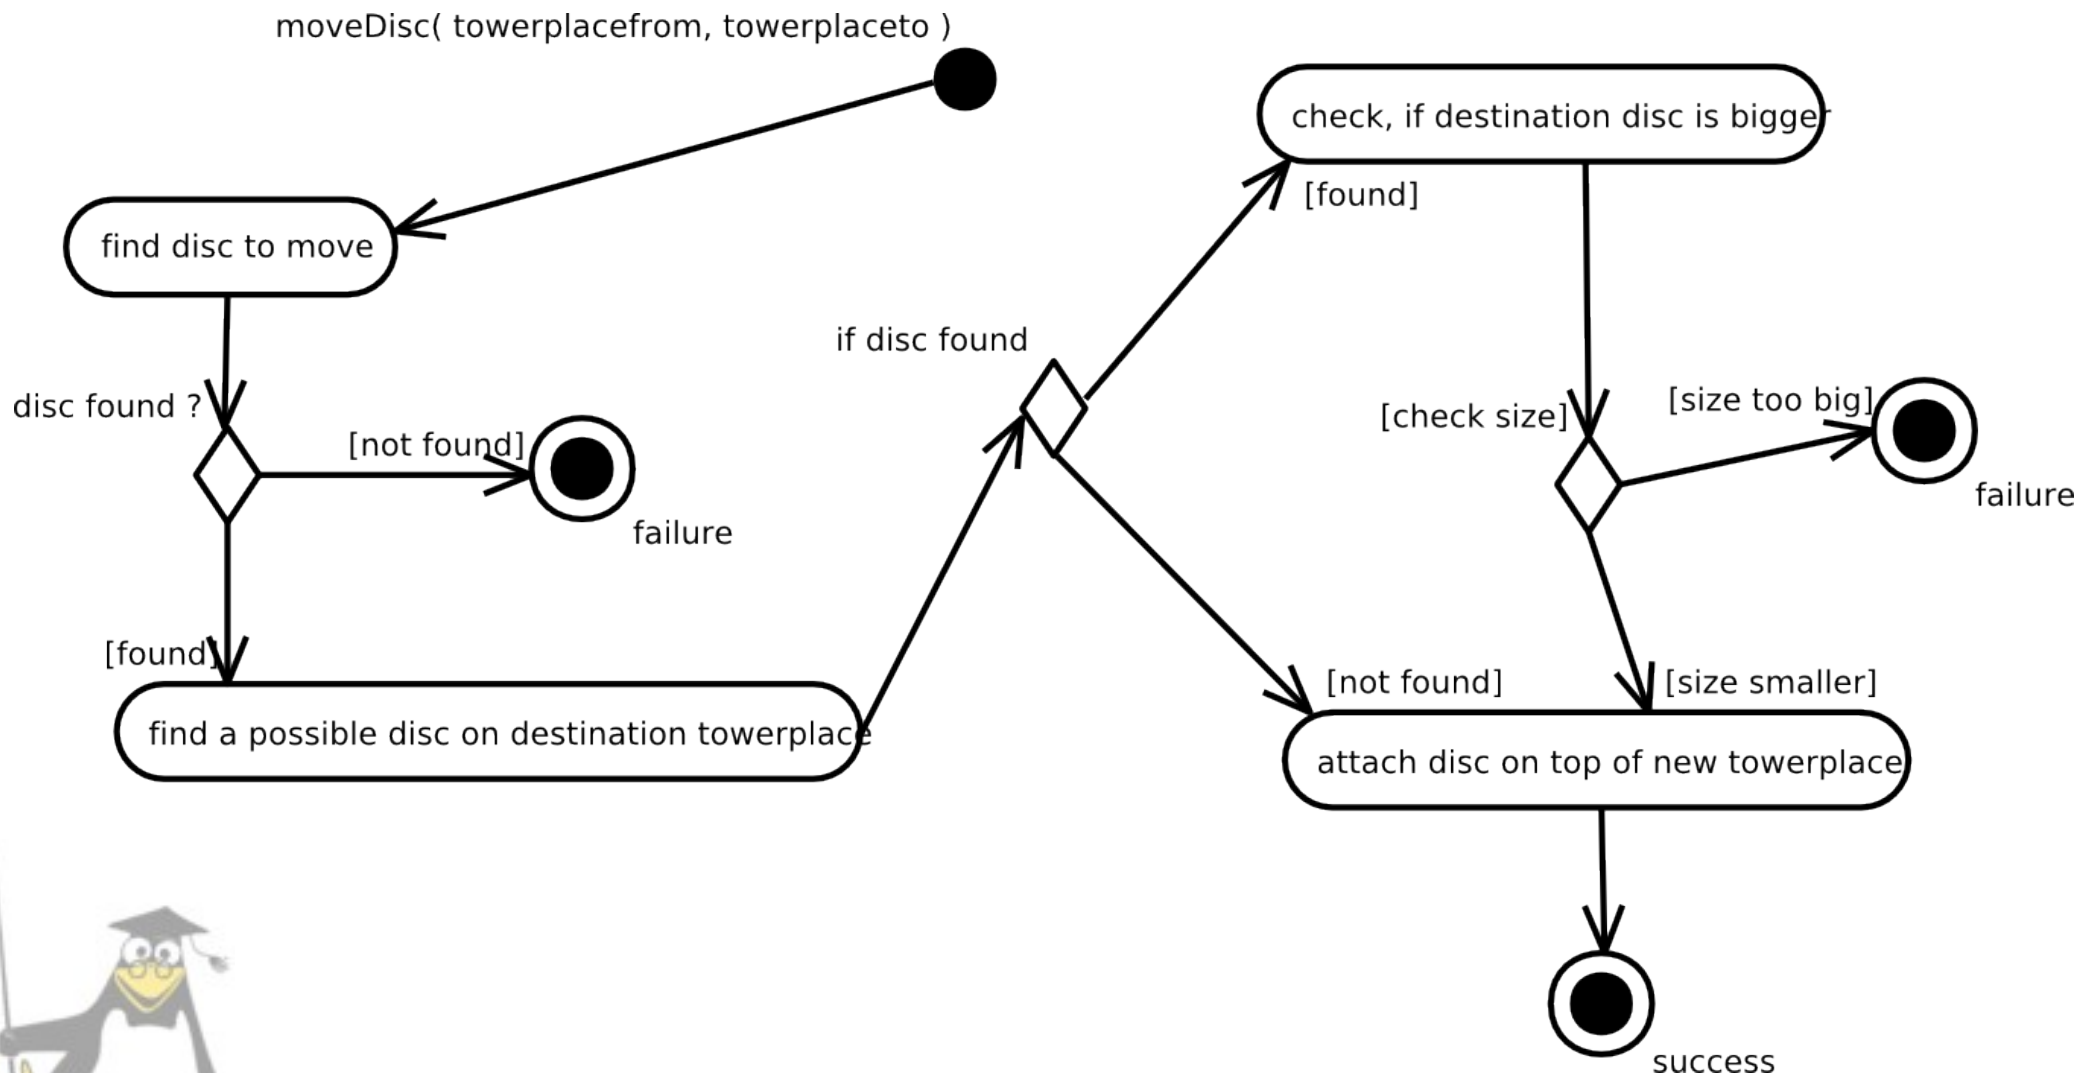 moveDisc( towerplacefrom, towerplaceto )
find disc to move
disc found ?
[not found]
failure
[found]
find a possible disc on destination towerplace
if disc found
[found]
check, if destination disc is bigger
[check size]
[size too big]
failure
[not found]
[size smaller]
attach disc on top of new towerplace
success